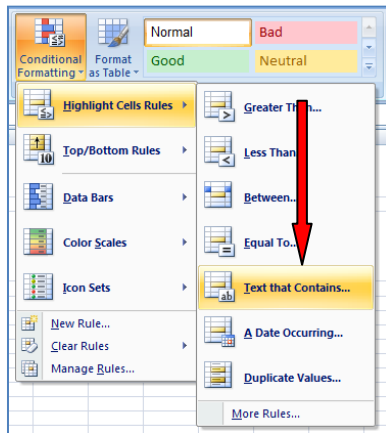 Conditional Formatting
Format as Table
Normal
Bad
Good
Neutral
Highlight Cells Rules
Top/Bottom Rules
10
Data Bars
Color Scales
Icon Sets
New Rule...
Clear Rules
Manage Rules...
Greater Than...
>
Less Than
<
Between...
Equal To...
=
Text that Contains...
ab
A Date Occurring...
Duplicate Values...
More Rules...